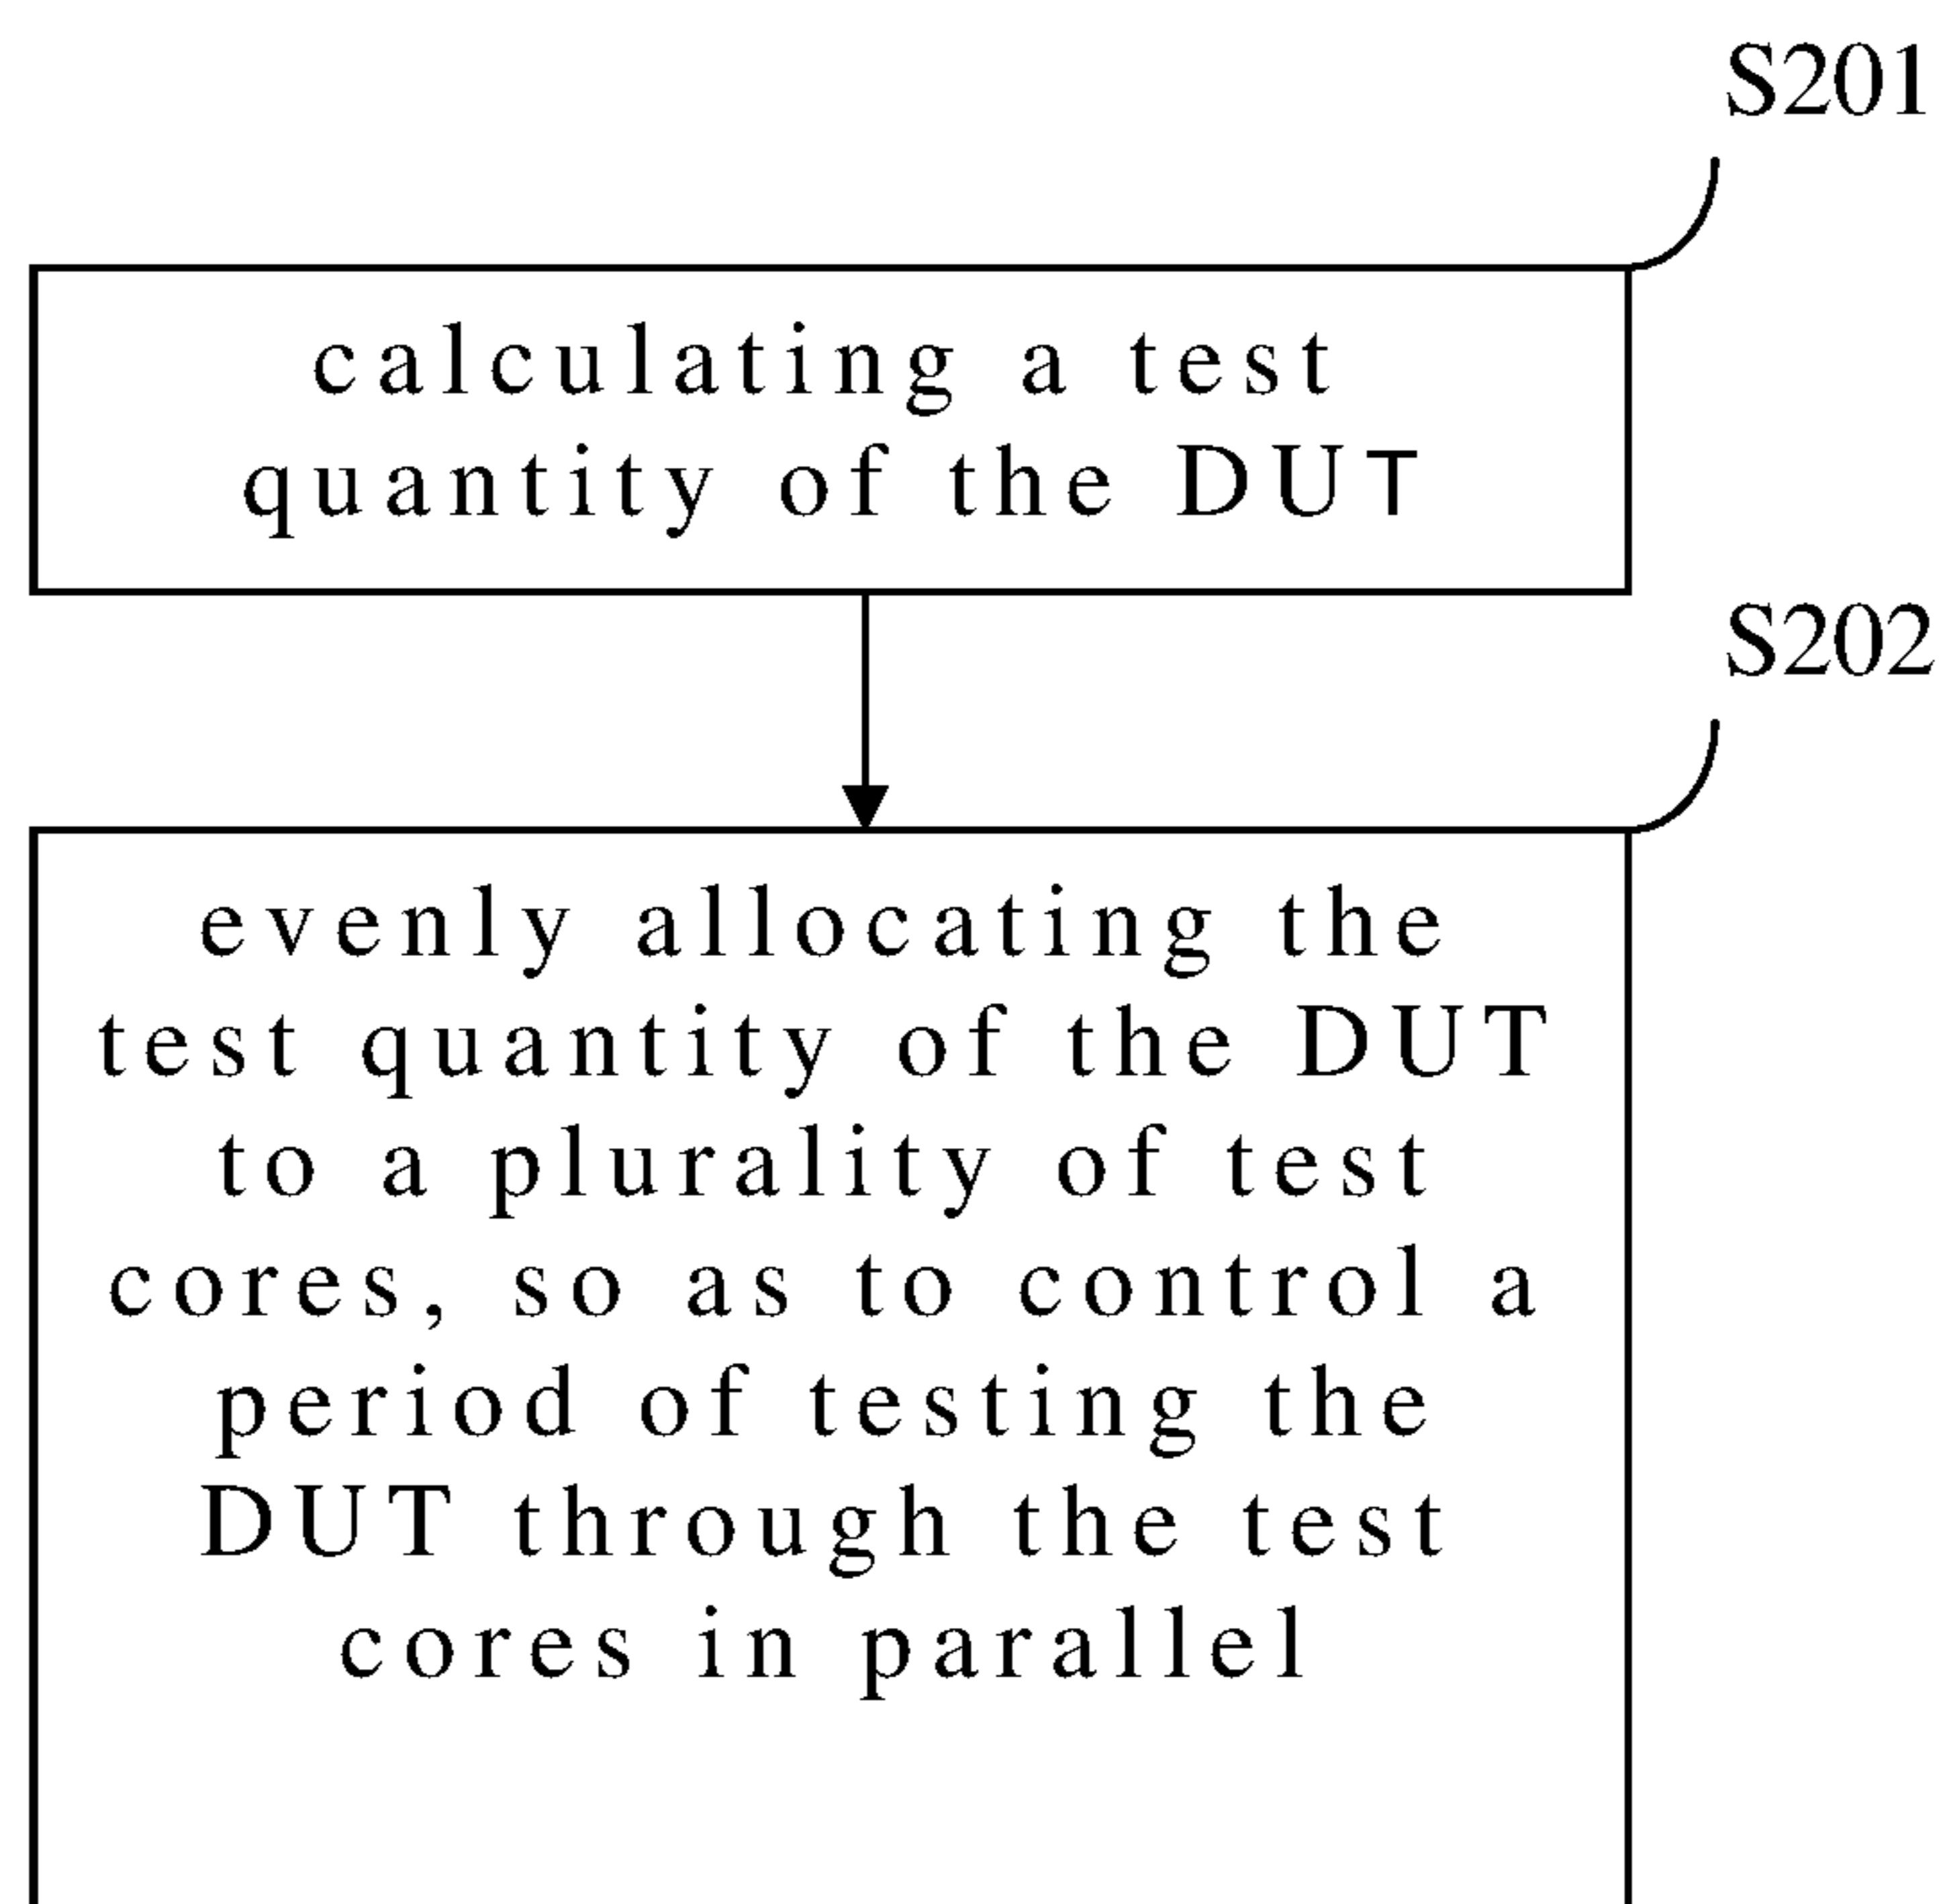 S201
calculating a test
quantity of the DUT
S202
evenly allocating the
test quantity of the DUT
to a plurality of test
cores, so as to control a
period of testing the
DUT through the test
cores in parallel